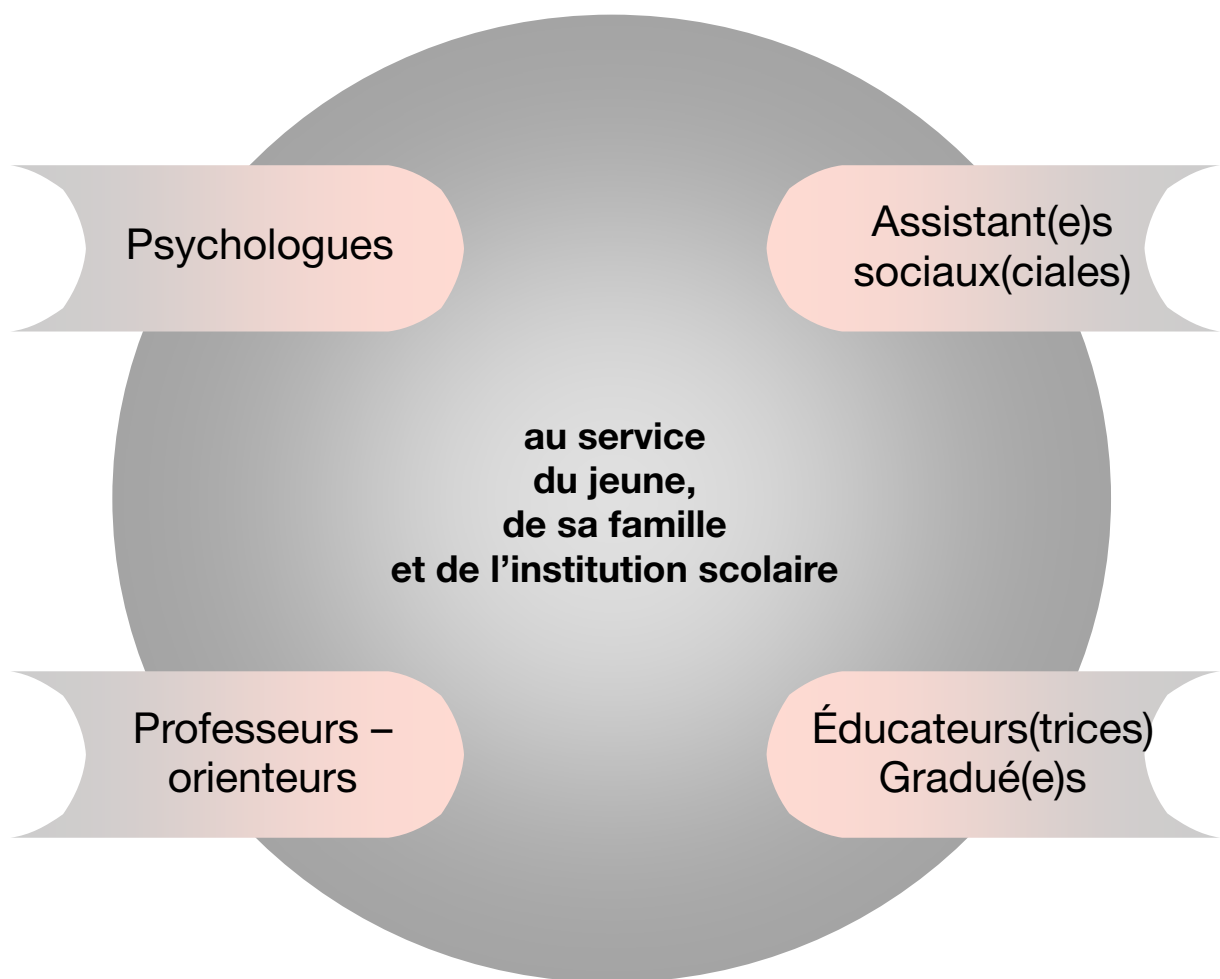 Psychologues
Assistant(e)s
sociaux(ciales)
au service
du jeune,
de sa famille
et de l’institution scolaire
Professeurs –
orienteurs
Éducateurs(trices)
Gradué(e)s